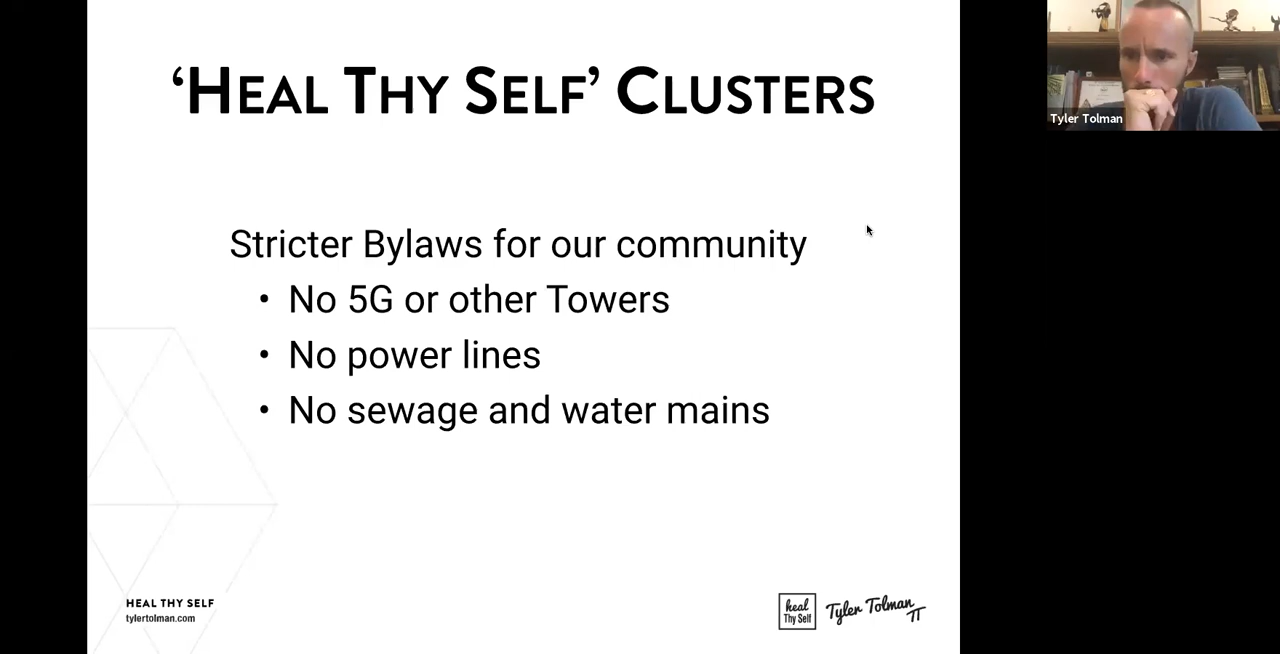 ‘HEAL THY SELF’ CLUSTERS
Tyler Tolman
Stricter Bylaws for our community
• No 5G or other Towers
• No power lines
• No sewage and water mains
HEAL THY SELF
tylertolman.com
heal
Thy Self
Tyler Tolman
TT